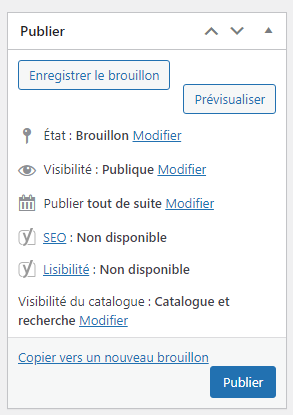 Publier
Enregistrer le brouillon
Prévisualiser
État : Brouillon Modifier
Visibilité : Publique Modifier
Publier tout de suite Modifier
SEO : Non disponible
Lisibilité : Non disponible
Visibilité du catalogue : Catalogue et
recherche Modifier
Copier vers un nouveau brouillon
Publier